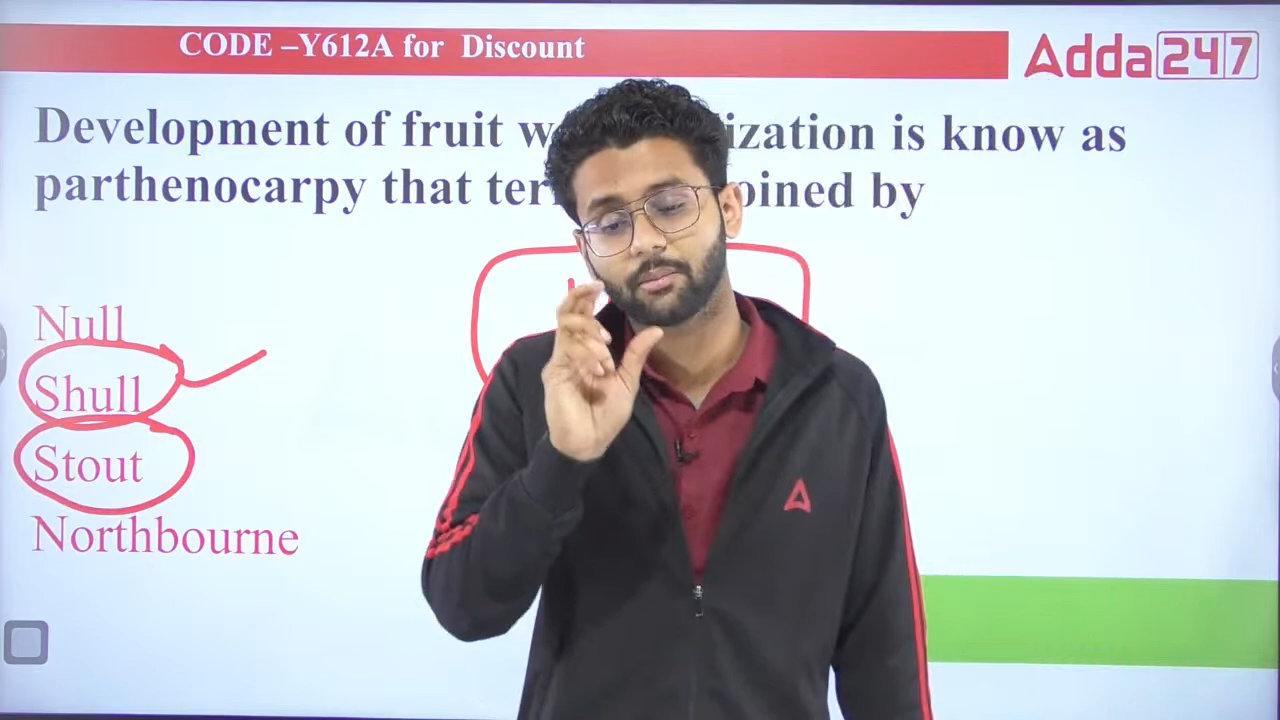 CODE –Y612A for Discount
Adda247
Development of fruit w ization is know as
parthenocarpy that ter oined by
Null
Shull
Stout
Northbourne